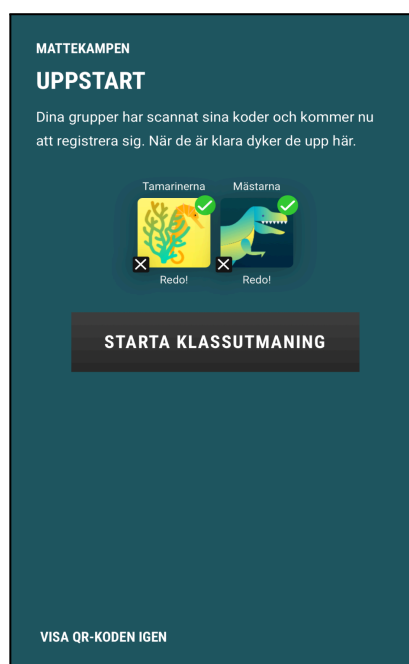 MATTEKAMPEN
UPPSTART
Dina grupper har scannat sina koder och kommer nu
att registrera sig. När de är klara dyker de upp här.
Tamarinerna Mästarna
Redo! Redo!
STARTA KLASSUTMANING
VISA QR-KODEN IGEN